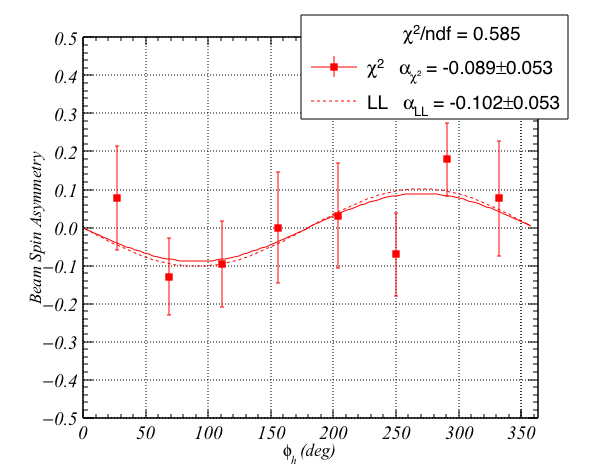 χ²/ndf = 0.585
χ² α_χ² = -0.089±0.053
LL α_LL = -0.102±0.053
0.5
0.4
0.3
0.2
0.1
0.0
−0.1
−0.2
−0.3
−0.4
−0.5
Beam Spin Asymmetry
0 50 100 150 200 250 300 350
ϕ_h (deg)